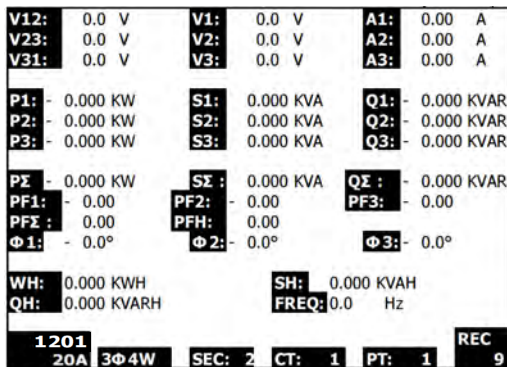 V12: 0.0 V V1: 0.0 V A1: 0.00 A
V23: 0.0 V V2: 0.0 V A2: 0.00 A
V31: 0.0 V V3: 0.0 V A3: 0.00 A
P1: - 0.000 KW S1: 0.000 KVA Q1: - 0.000 KVAR
P2: - 0.000 KW S2: 0.000 KVA Q2: - 0.000 KVAR
P3: - 0.000 KW S3: 0.000 KVA Q3: - 0.000 KVAR
PΣ - 0.000 KW SΣ : 0.000 KVA QΣ : - 0.000 KVAR
PF1: - 0.00 PF2: - 0.00 PF3: - 0.00
PFΣ : 0.00 PFH: 0.00
Φ1: - 0.0° Φ2: - 0.0° Φ3: - 0.0°
WH: 0.000 KWH SH: 0.000 KVAH
QH: 0.000 KVARH FREQ: 0.0 Hz
1201 REC
20A 3Φ4W SEC: 2 CT: 1 PT: 1 9